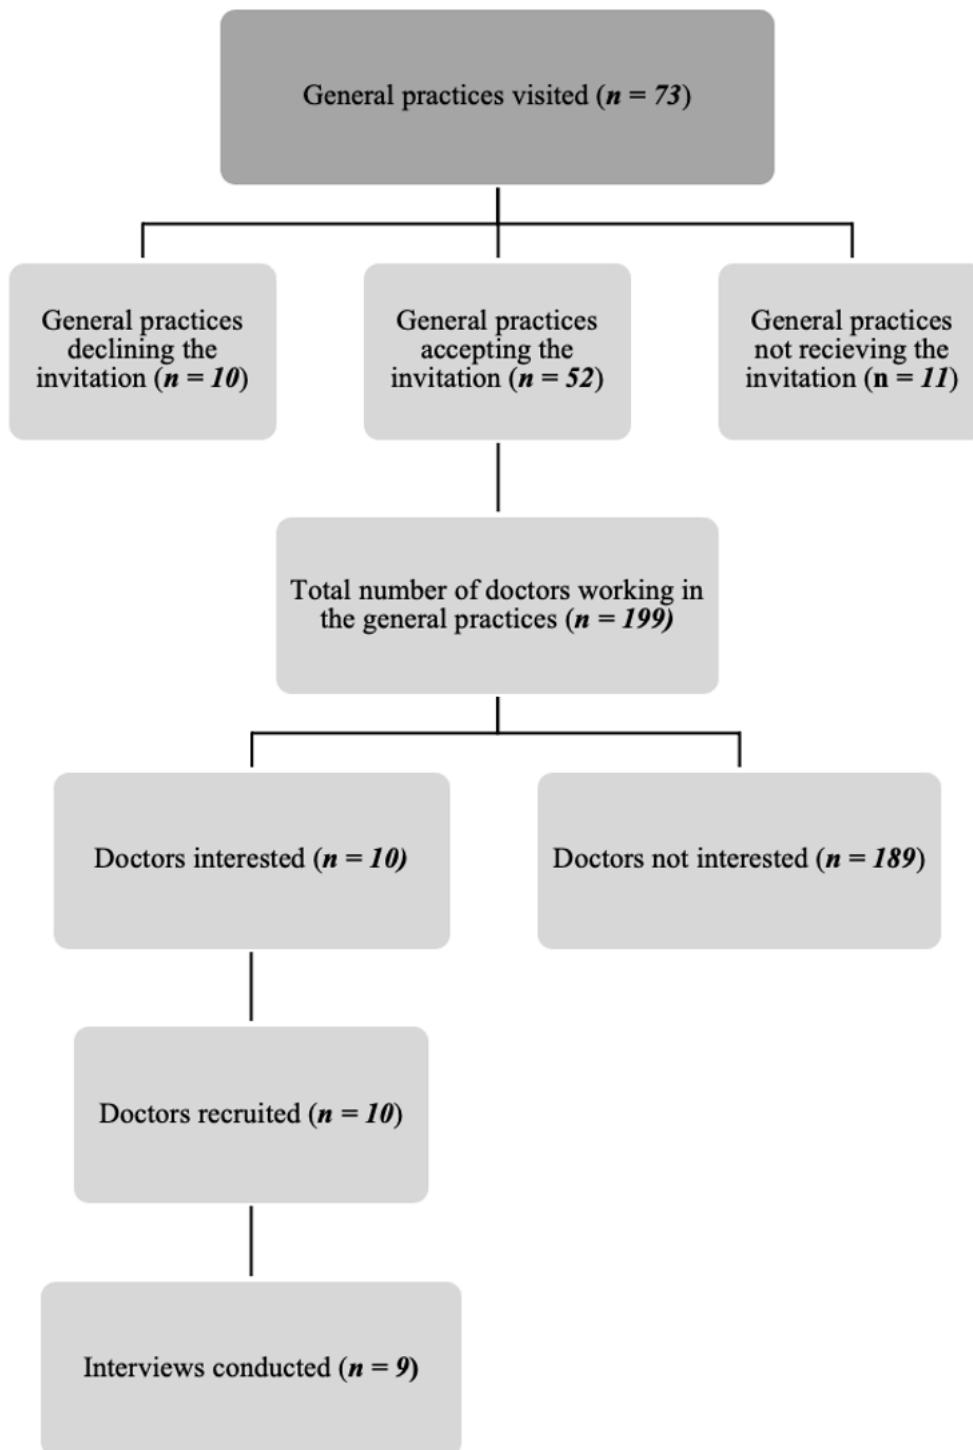 General practices visited (n = 73)
General practices
declining the
invitation (n = 10)
General practices
accepting the
invitation (n = 52)
General practices
not recieving the
invitation (n = 11)
Total number of doctors working in
the general practices (n = 199)
Doctors interested (n = 10)
Doctors not interested (n = 189)
Doctors recruited (n = 10)
Interviews conducted (n = 9)